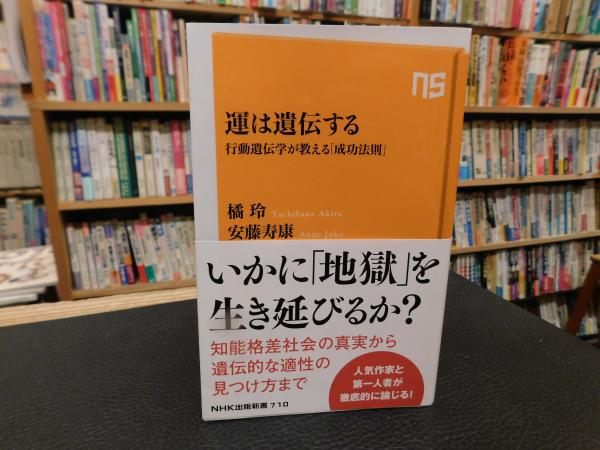 ns
運は遺伝する
行動遺伝学が教える「成功法則」
橘 玲 Tachibana Akira
安藤寿康 Ando Juko
いかに「地獄」を
生き延びるか?
知能格差社会の真実から
遺伝的な適性の
見つけ方まで
人気作家と
第一人者が
徹底的に論じる!
NHK出版新書 710